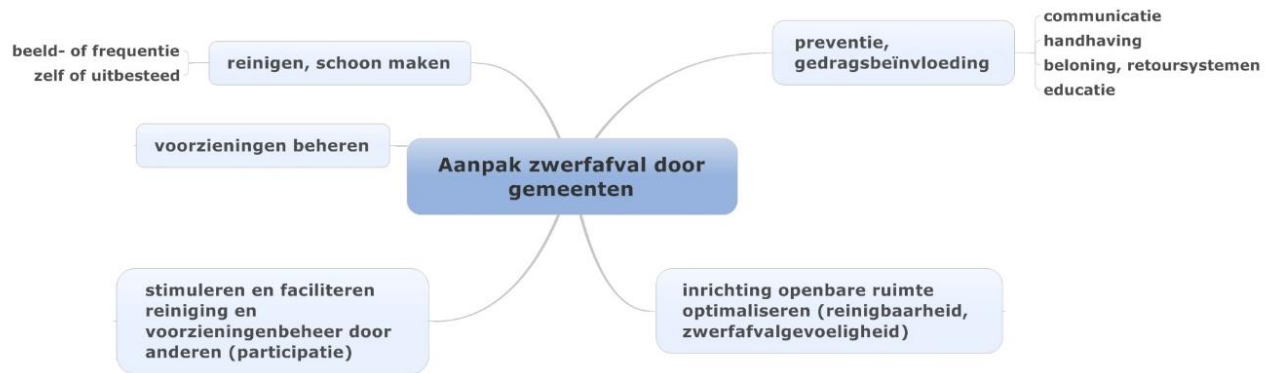 beeld- of frequentie
zelf of uitbesteed
reinigen, schoon maken
preventie,
gedragsbeïnvloeding
communicatie
handhaving
beloning, retoursystemen
educatie
voorzieningen beheren
Aanpak zwerfafval door
gemeenten
stimuleren en faciliteren
reiniging en
voorzieningenbeheer door
anderen (participatie)
inrichting openbare ruimte
optimaliseren (reinigbaarheid,
zwerfafvalgevoeligheid)